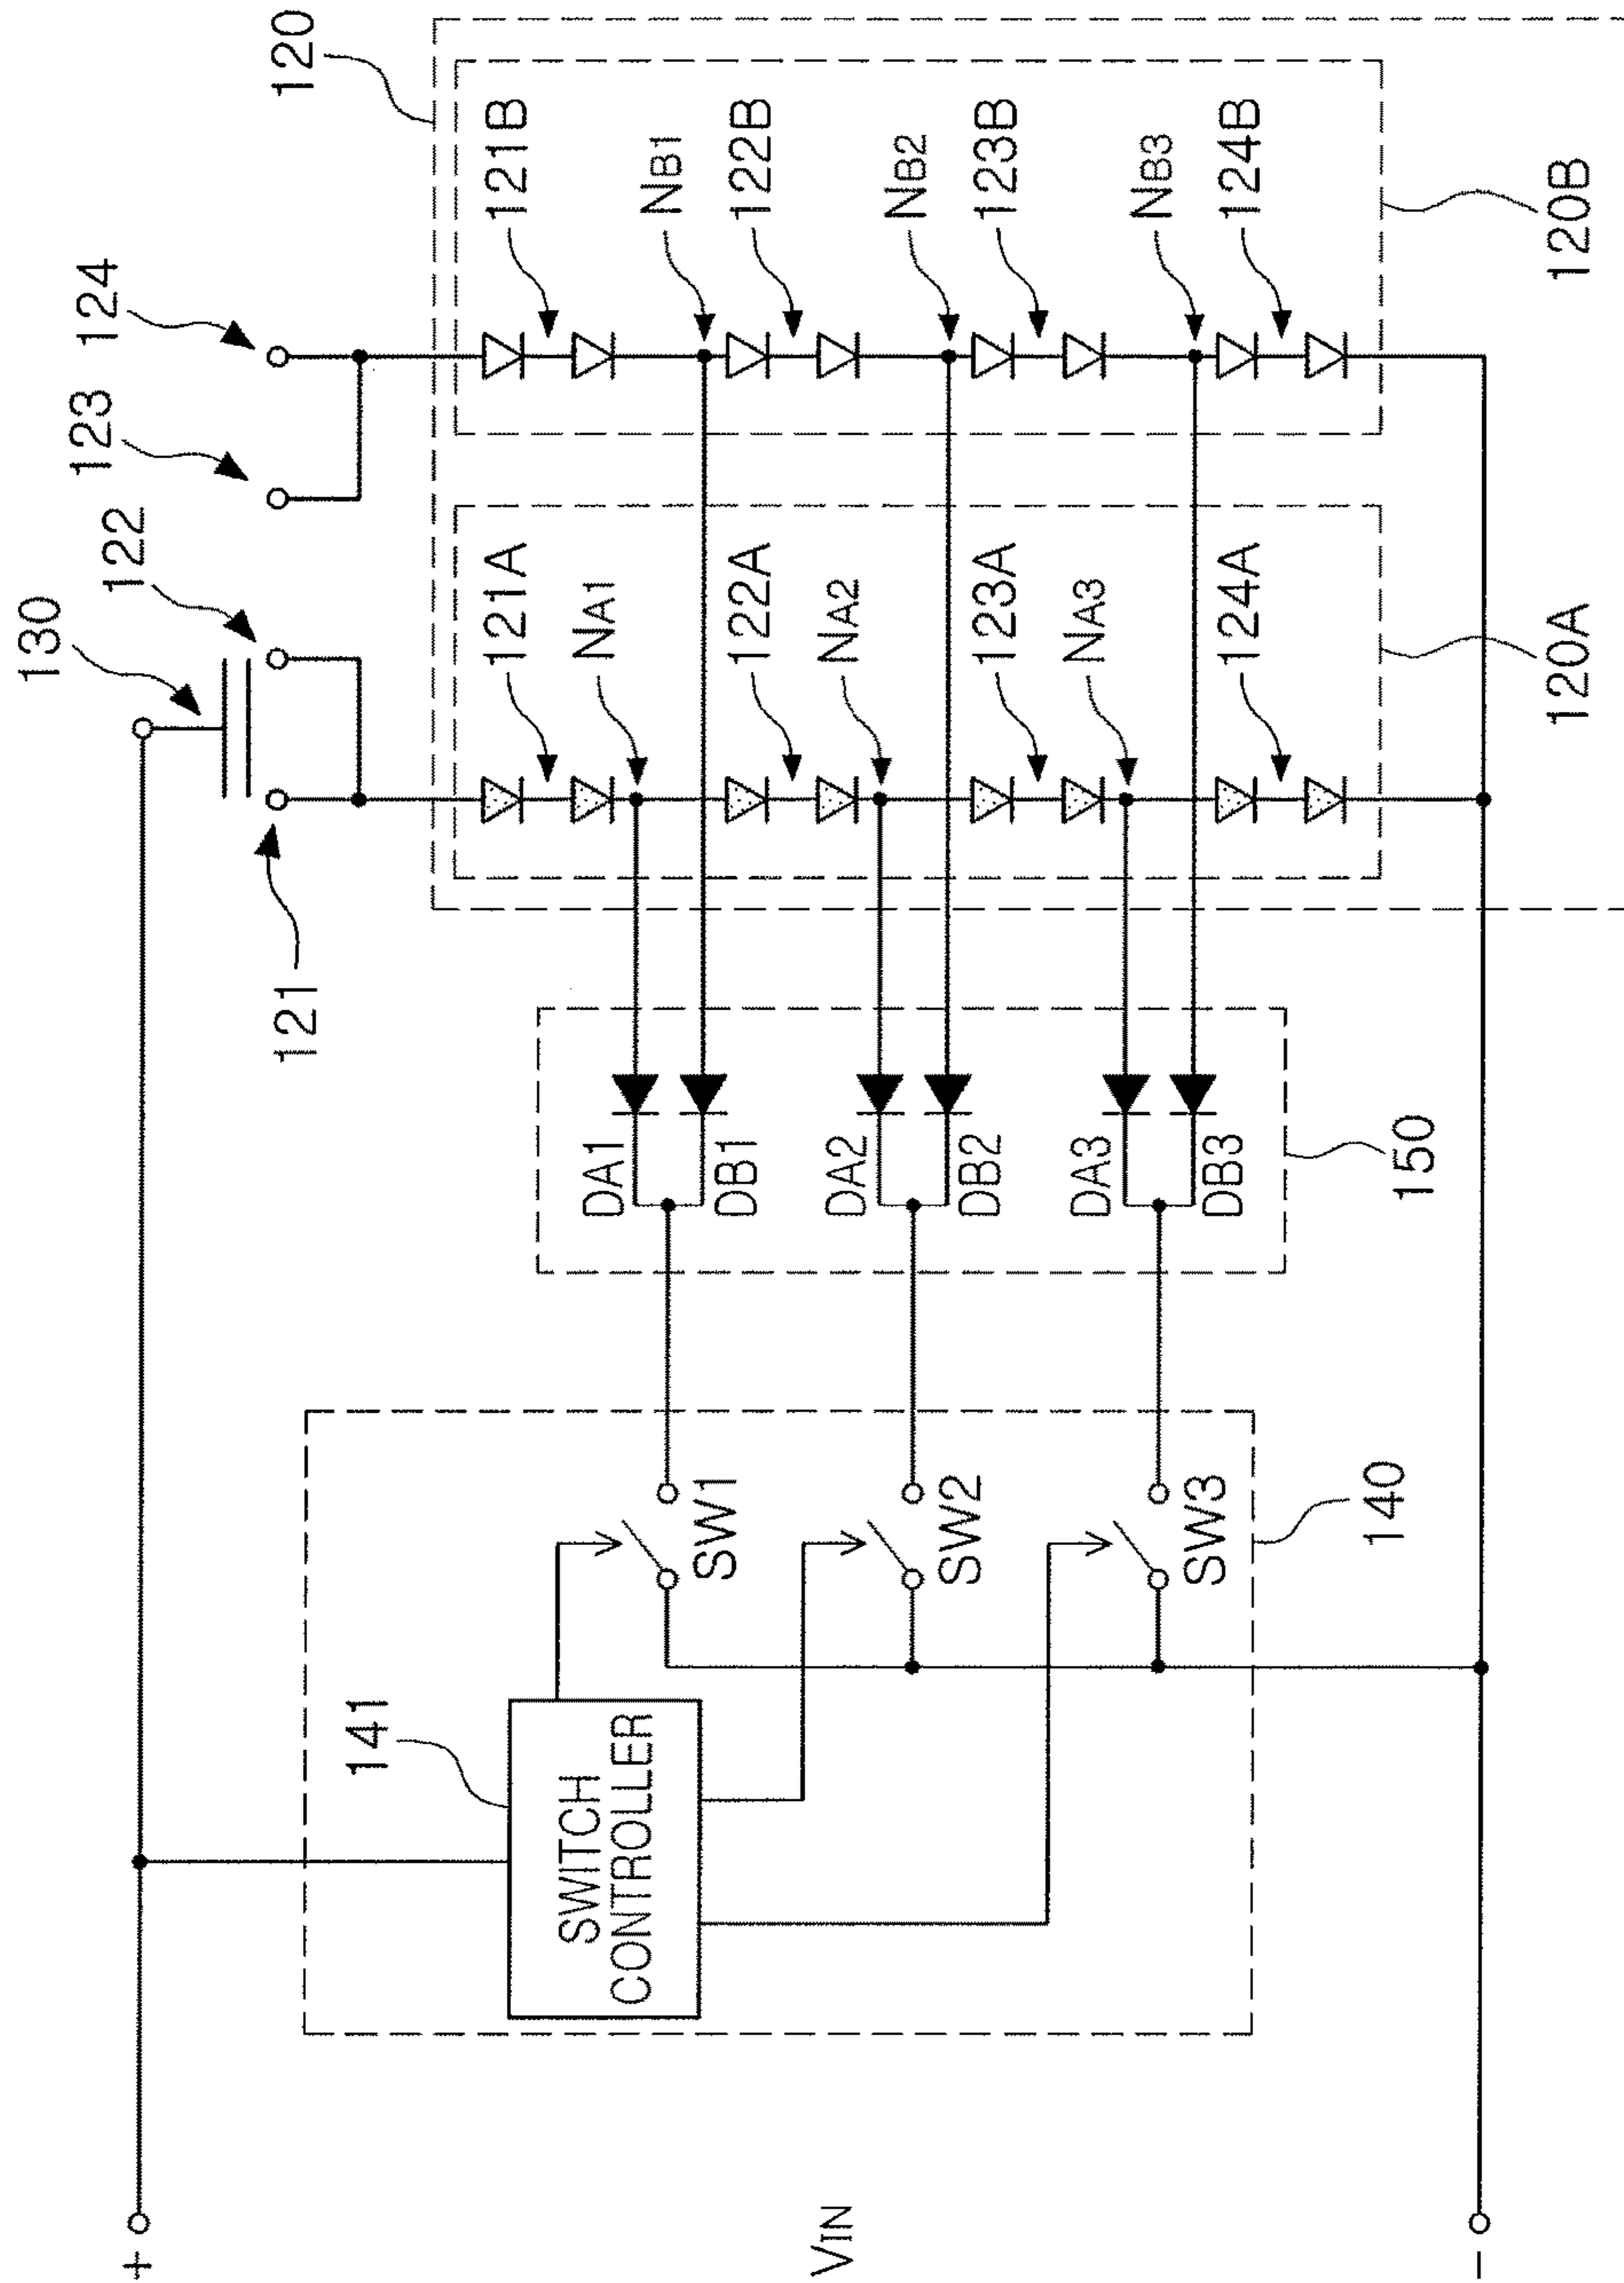 130
121
122
123
124
120
121A
NA1
122A
NA2
123A
NA3
124A
120A
121B
NB1
122B
NB2
123B
NB3
124B
120B
DA1
DB1
DA2
DB2
DA3
DB3
150
141
SWITCH
CONTROLLER
SW1
SW2
SW3
140
+
VIN
−